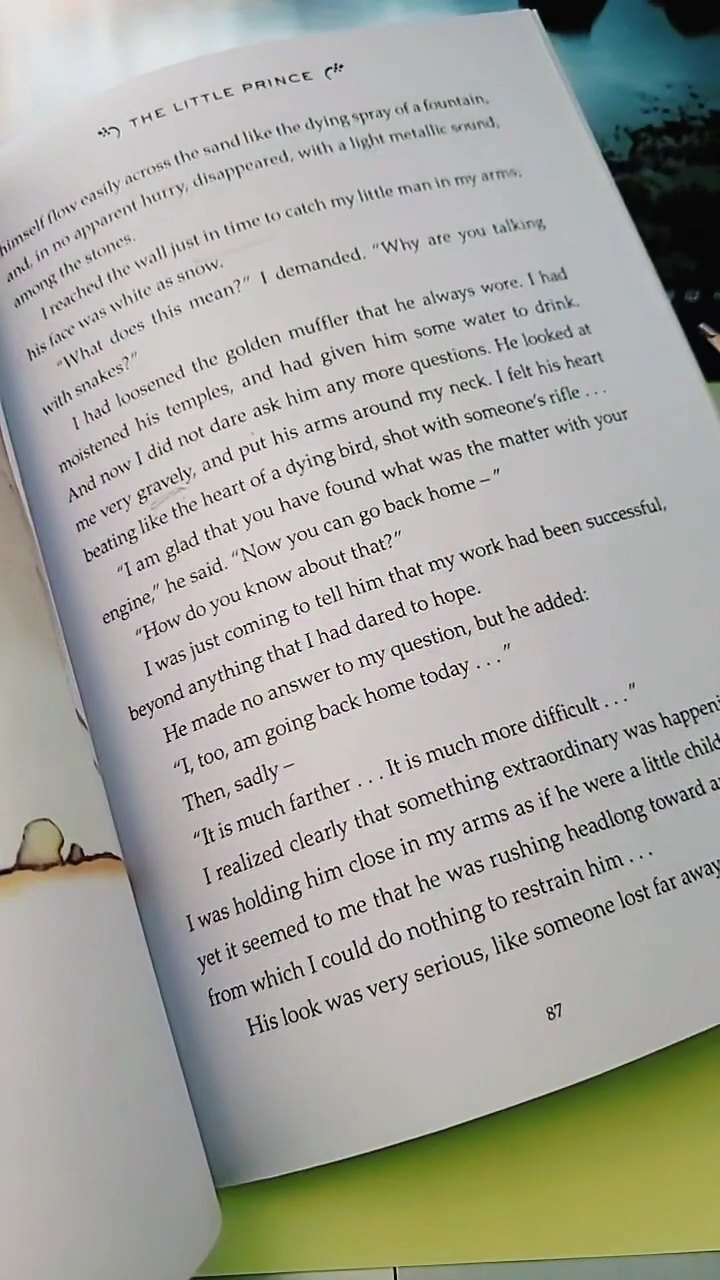 THE LITTLE PRINCE
himself flow easily across the sand like the dying spray of a fountain,
and, in no apparent hurry, disappeared, with a light metallic sound,
among the stones.
I reached the wall just in time to catch my little man in my arms;
his face was white as snow.
“What does this mean?” I demanded. “Why are you talking
with snakes?”
I had loosened the golden muffler that he always wore. I had
moistened his temples, and had given him some water to drink.
And now I did not dare ask him any more questions. He looked at
me very gravely, and put his arms around my neck. I felt his heart
beating like the heart of a dying bird, shot with someone's rifle . . .
“I am glad that you have found what was the matter with your
engine,” he said. “Now you can go back home – ”
“How do you know about that?”
I was just coming to tell him that my work had been successful,
beyond anything that I had dared to hope.
He made no answer to my question, but he added:
“I, too, am going back home today . . .”
Then, sadly –
“It is much farther . . . It is much more difficult . . .”
I realized clearly that something extraordinary was
I was holding him close in my arms as if he were a little child
yet it seemed to me that he was rushing headlong toward
from which I could do nothing to restrain him . . .
His look was very serious, like someone lost far away
87